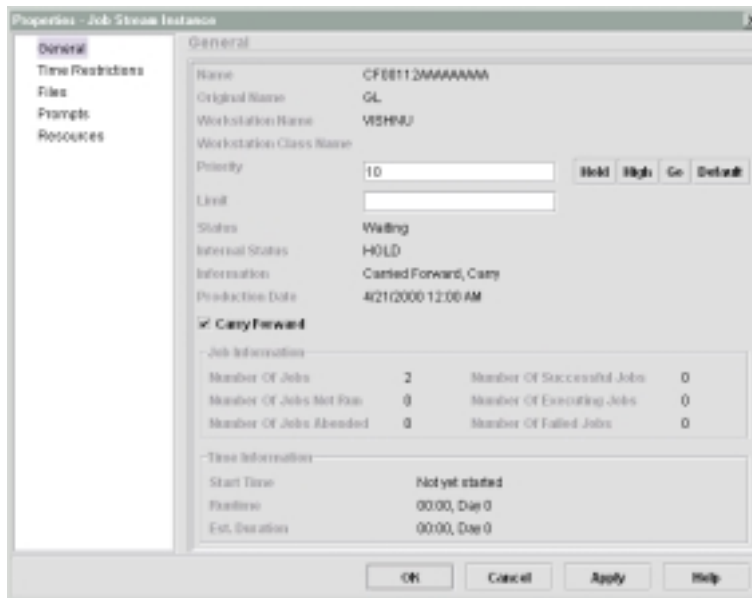 Properties - Job Stream Instance
General
Time Restrictions
Files
Prompts
Resources
General
Name
Original Name GL
Workstation Name VISHNU
Workstation Class Name
Priority 10 Hold High Go Default
Limit
Status Waiting
Internal Status HOLD
Information Carried Forward, Carry
Production Date 4/21/2000 12:00 AM
Carry Forward
Job Information
Number Of Jobs 2 Number Of Successful Jobs 0
Number Of Jobs Not Run 0 Number Of Executing Jobs 0
Number Of Jobs Abended 0 Number Of Failed Jobs 0
Time Information
Start Time Not yet started
Runtime 00:00, Day 0
Est. Duration 00:00, Day 0
OK Cancel Apply Help